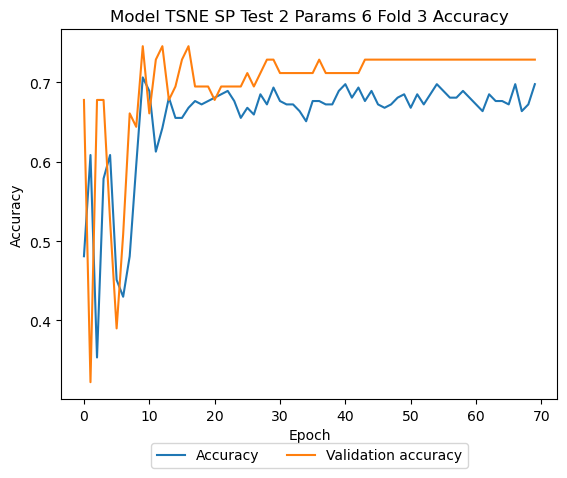 Model TSNE SP Test 2 Params 6 Fold 3 Accuracy
0.7
0.6
0.5
0.4
Accuracy
0 10 20 30 40 50 60 70
Epoch
Accuracy Validation accuracy